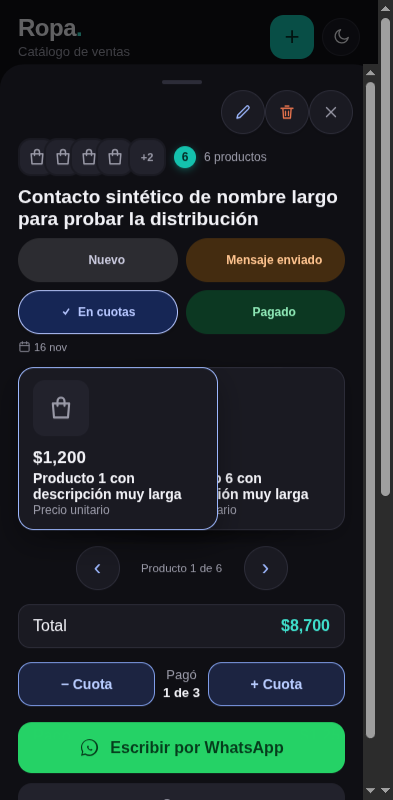 Ropa.
Catálogo de ventas
+2
6
6 productos
Contacto sintético de nombre largo
para probar la distribución
Nuevo
Mensaje enviado
En cuotas
Pagado
16 nov
$1,200
Producto 1 con
descripción muy larga
Precio unitario
6 con
muy larga
Producto 1 de 6
Total
$8,700
− Cuota
Pagó
1 de 3
+ Cuota
Escribir por WhatsApp